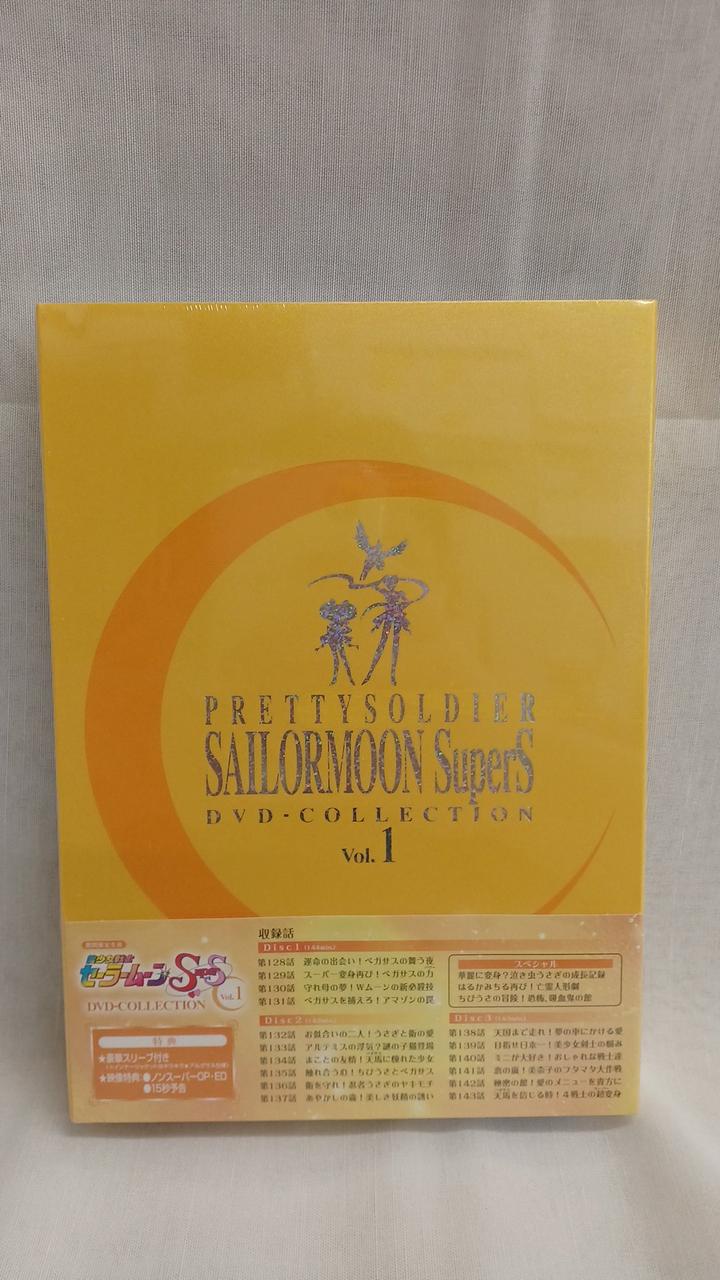 PRETTYSOLDIER
SAILORMOON SuperS
DVD-COLLECTION
Vol. 1
期間限定生産
美少女戦士
セーラームーン SuperS
DVD-COLLECTION
Vol.1
特典
★豪華スリーブ付き
★映像特典:●ノンスーパーOP・ED
●15秒予告
収録話
Disc1 (144min.)
第128話 運命の出会い!ペガサスの舞う夜
第129話 スーパー変身再び!ペガサスの力
第130話 守れ母の夢!Wムーンの新必殺技
第131話 ペガサスを捕えろ!アマゾンの罠
スペシャル
華麗に変身?泣き虫うさぎの成長記録
はるかみちる再び!亡霊人形劇
ちびうさの冒険!恐怖、吸血鬼の館
Disc2
第132話 お似合いの二人!うさぎと衛の愛
第133話 アルテミスの浮気?謎の子猫登場
第134話 まことの友情!天馬に憧れた少女
第135話 触れ合う心!ちびうさとペガサス
第136話 衛を守れ!忍者うさぎのヤキモチ
第137話 あやかしの森!美しき妖精の誘い
Disc3
第138話 天国まで走れ!夢の車にかける愛
第139話 目指せ日本一!美少女剣士の悩み
第140話 ミニが大好き!おしゃれな戦士達
第141話 恋の嵐!美奈子のフタマタ大作戦
第142話 秘密の館!愛のメニューを貴方に
第143話 天馬を信じる時!4戦士の超変身